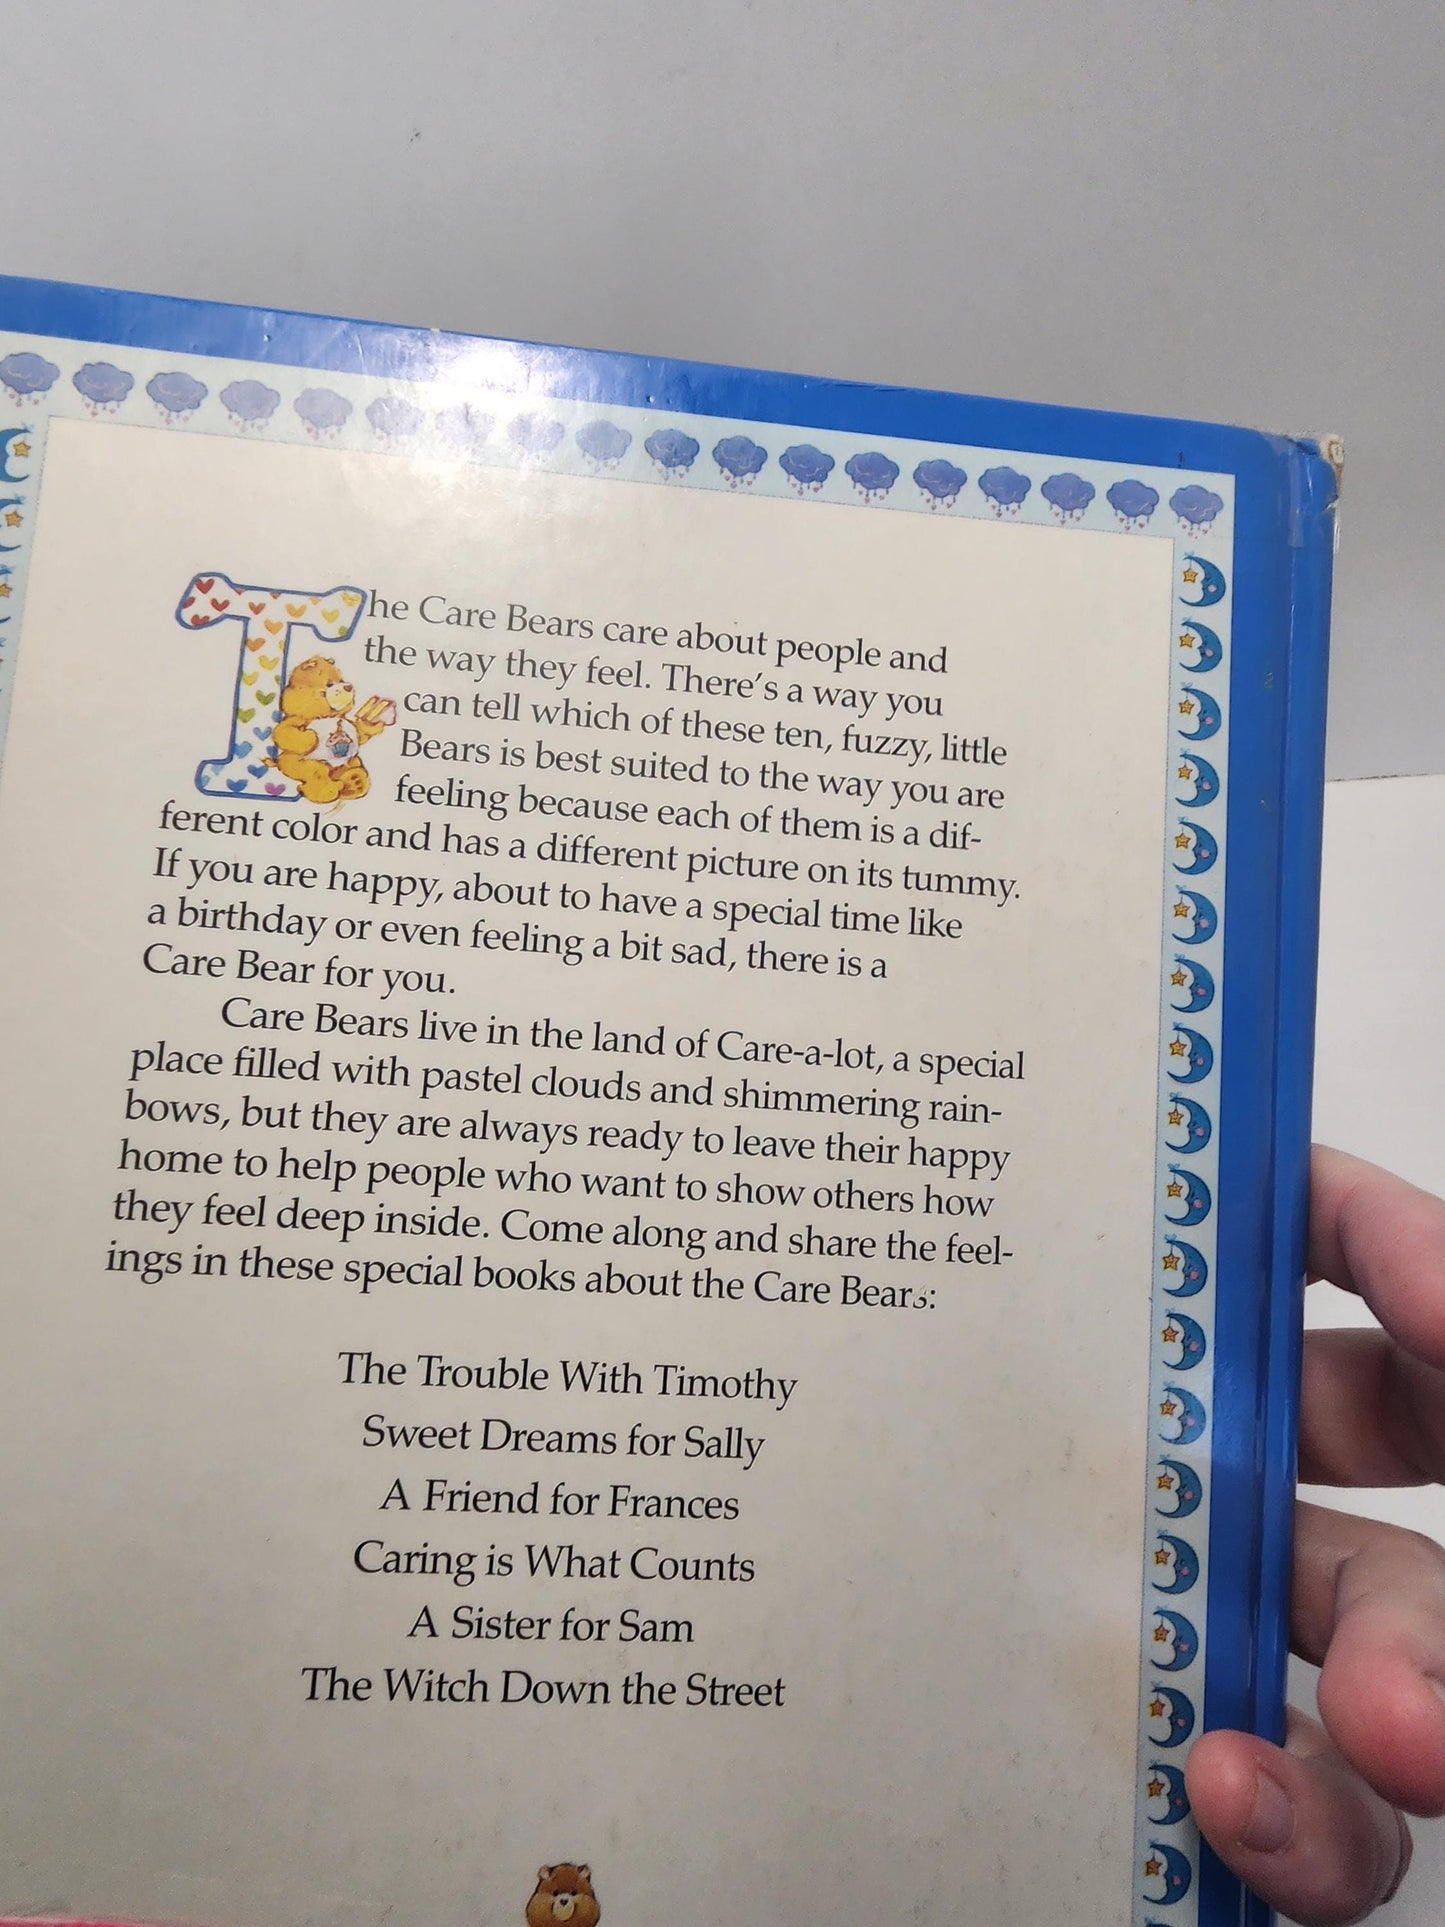 The Care Bears care about people and
the way they feel. There's a way you
can tell which of these ten, fuzzy, little
Bears is best suited to the way you are
feeling because each of them is a dif-
ferent color and has a different picture on its tummy.
If you are happy, about to have a special time like
a birthday or even feeling a bit sad, there is a
Care Bear for you.
Care Bears live in the land of Care-a-lot, a special
place filled with pastel clouds and shimmering rain-
bows, but they are always ready to leave their happy
home to help people who want to show others how
they feel deep inside. Come along and share the feel-
ings in these special books about the Care Bears:
The Trouble With Timothy
Sweet Dreams for Sally
A Friend for Frances
Caring is What Counts
A Sister for Sam
The Witch Down the Street